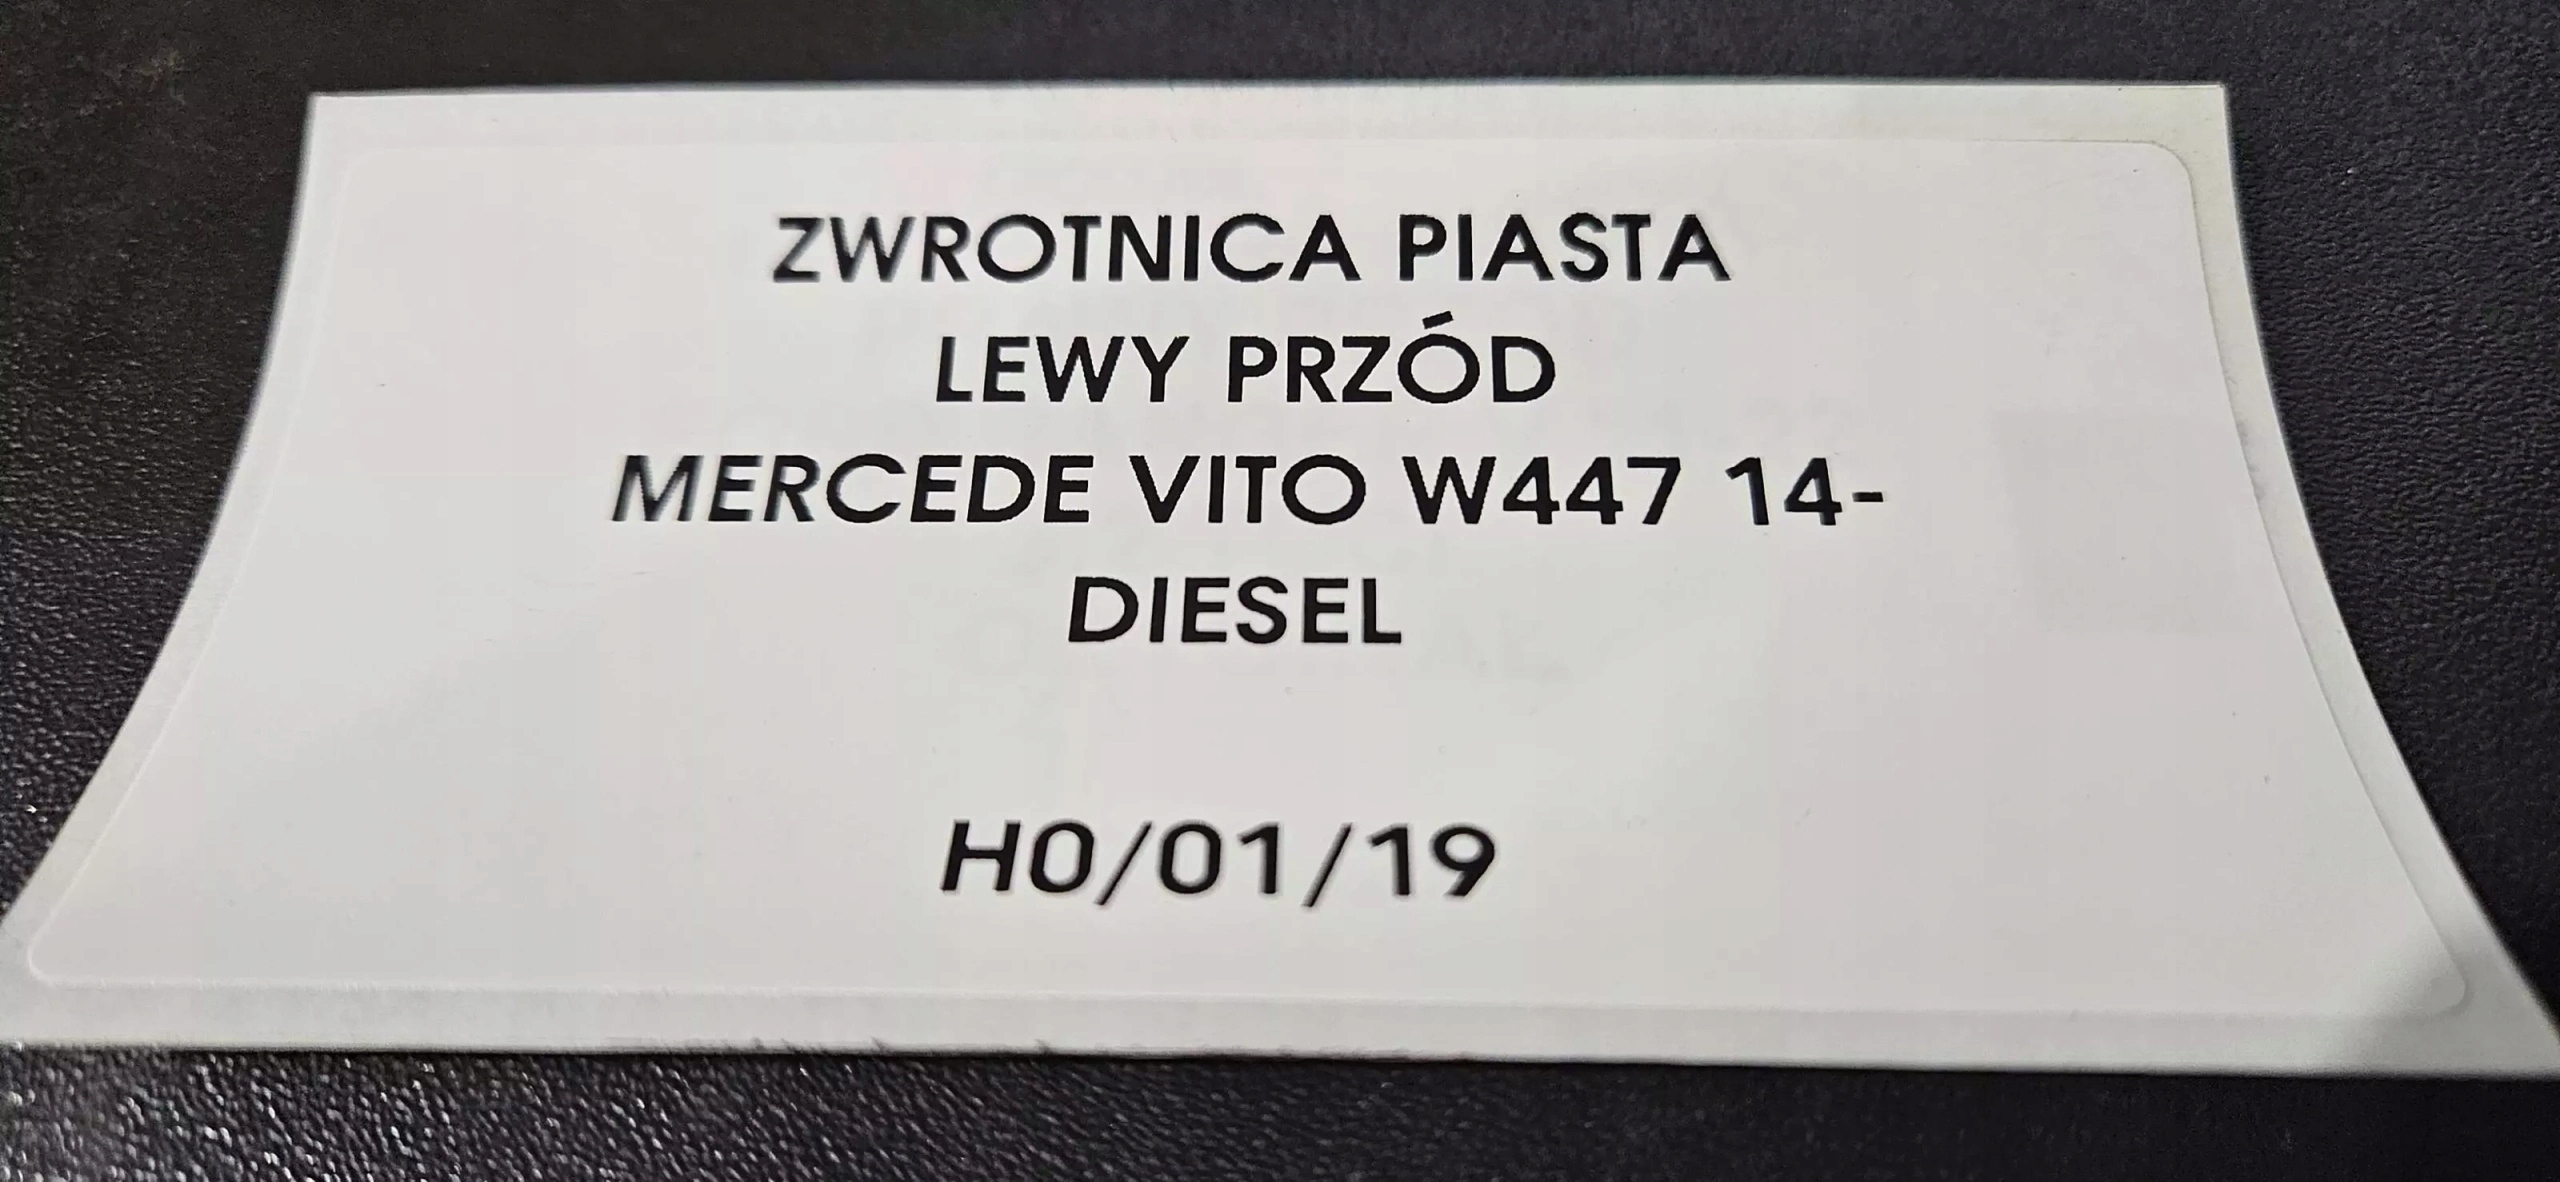 ZWROTNICA PIASTA
LEWY PRZÓD
MERCEDE VITO W447 14-
DIESEL
H0/01/19